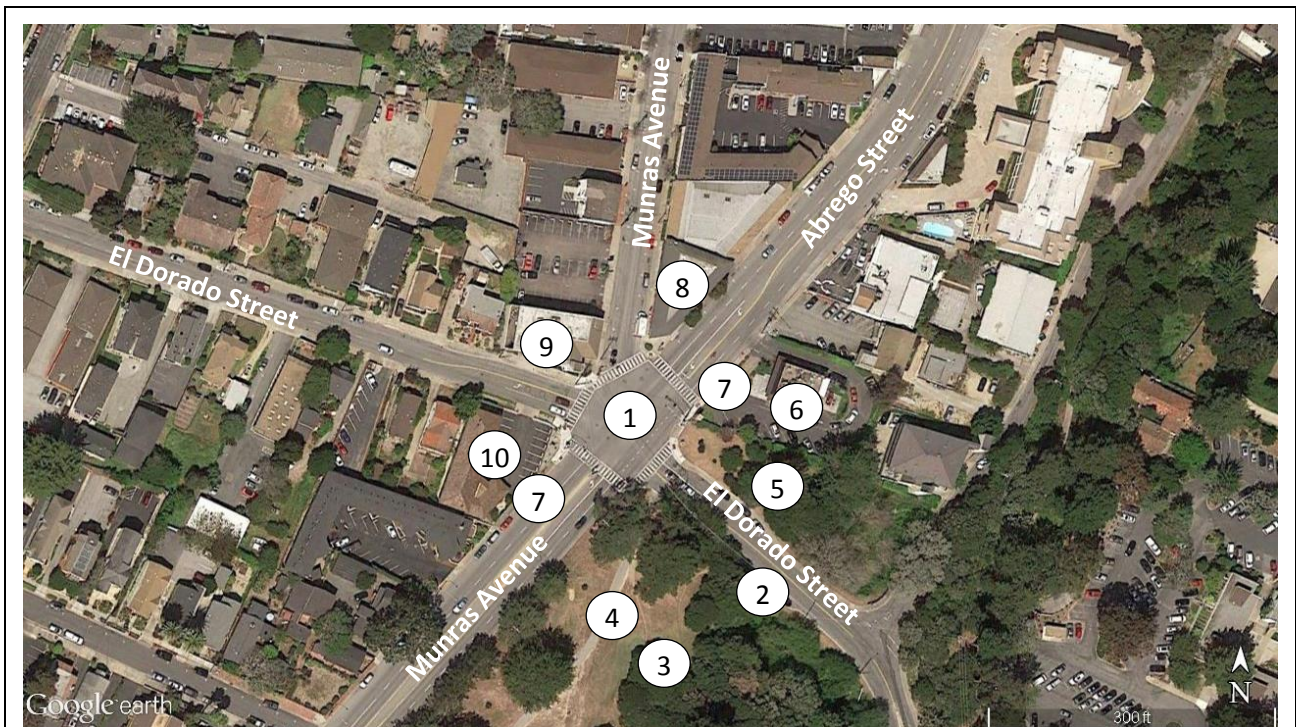 Munras Avenue
Abrego Street
El Dorado Street
8
9
7
1
6
10
5
7
El Dorado Street
2
Munras Avenue
4
3
Google earth
N
300 ft